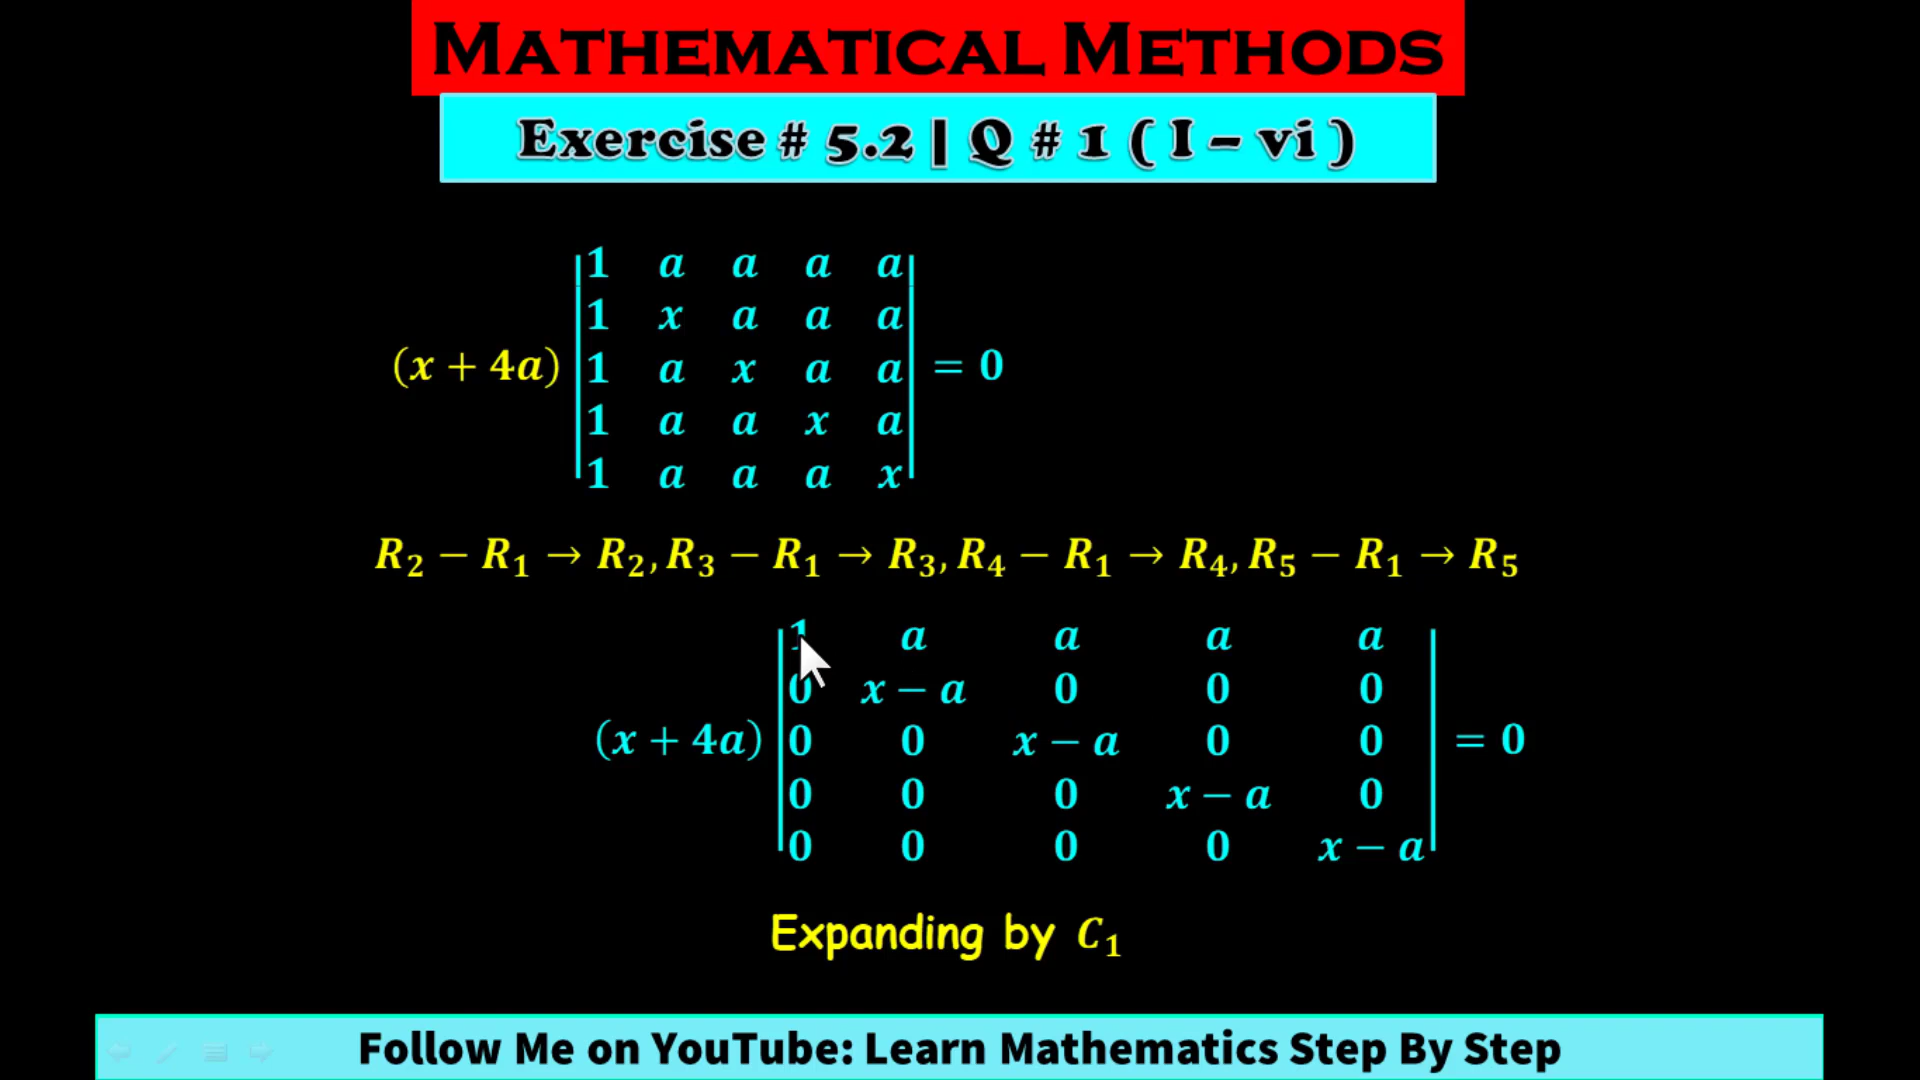 MATHEMATICAL METHODS
Exercise # 5.2 | Q # 1 ( I – vi )
1 a a a a
1 x a a a
(x + 4a) 1 a x a a = 0
1 a a x a
1 a a a x
R₂ − R₁ → R₂, R₃ − R₁ → R₃, R₄ − R₁ → R₄, R₅ − R₁ → R₅
1 a a a a
0 x − a 0 0 0
(x + 4a) 0 0 x − a 0 0 = 0
0 0 0 x − a 0
0 0 0 0 x − a
Expanding by C₁
Follow Me on YouTube: Learn Mathematics Step By Step